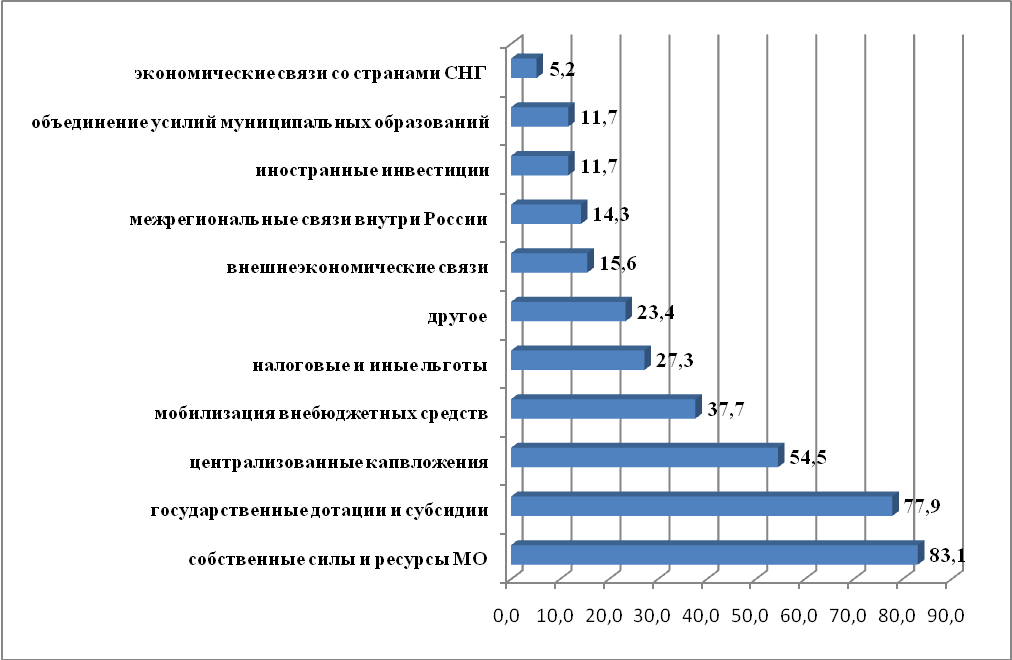 экономические связи со странами СНГ 5,2
объединение усилий муниципальных образований 11,7
иностранные инвестиции 11,7
межрегиональные связи внутри России 14,3
внешнеэкономические связи 15,6
другое 23,4
налоговые и иные льготы 27,3
мобилизация внебюджетных средств 37,7
централизованные капвложения 54,5
государственные дотации и субсидии 77,9
собственные силы и ресурсы МО 83,1
0,0 10,0 20,0 30,0 40,0 50,0 60,0 70,0 80,0 90,0